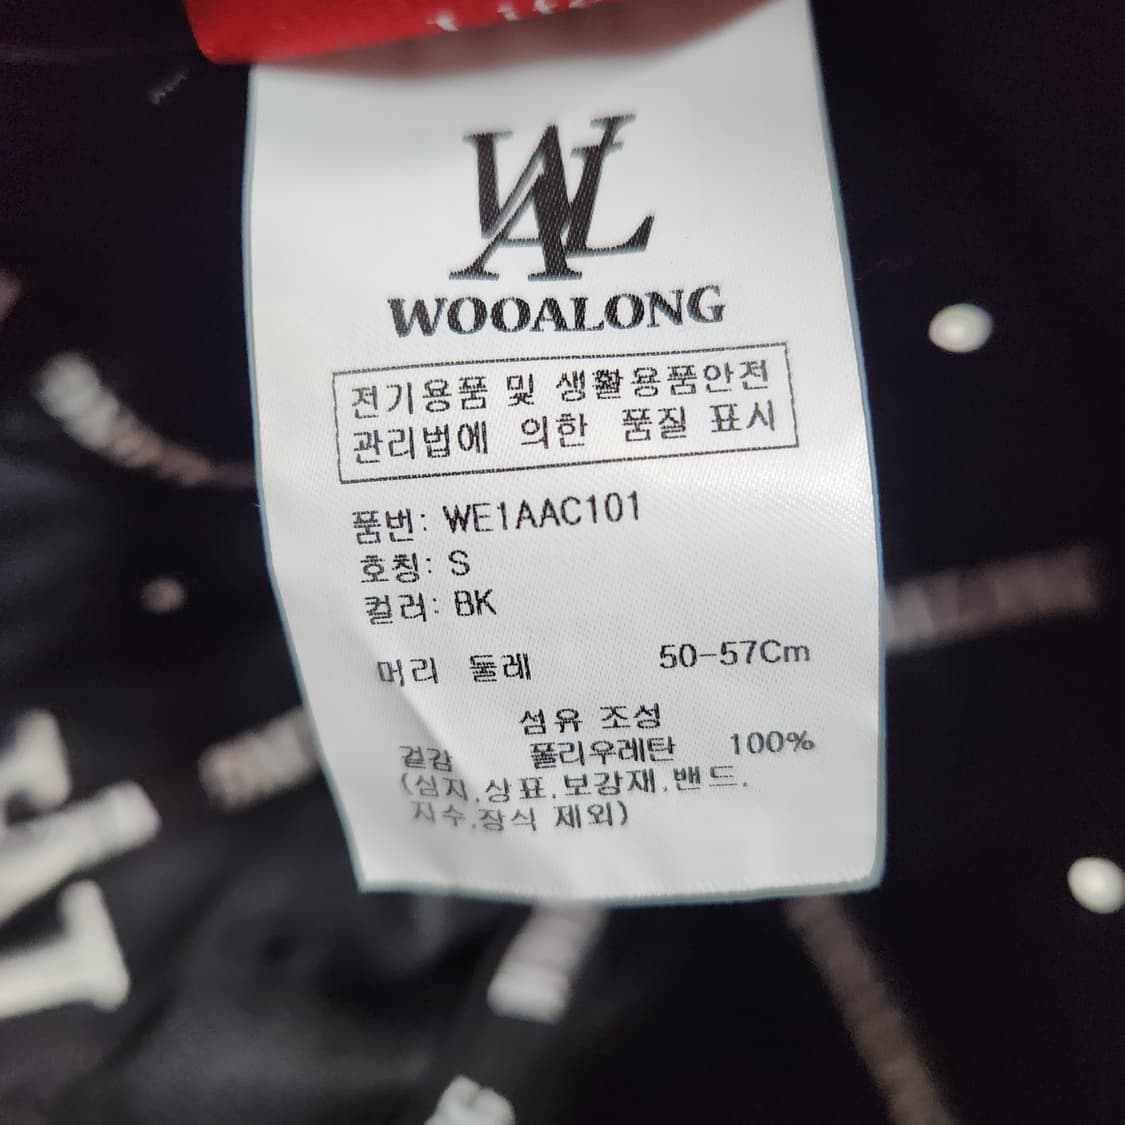 WAL
WOOALONG
전기용품 및 생활용품안전
관리법에 의한 품질 표시
품번: WE1AAC101
호칭: S
컬러: BK
머리 둘레 50-57Cm
섬유 조성
겉감 폴리우레탄 100%
(심지.상표.보강재.밴드.
자수.장식 제외)